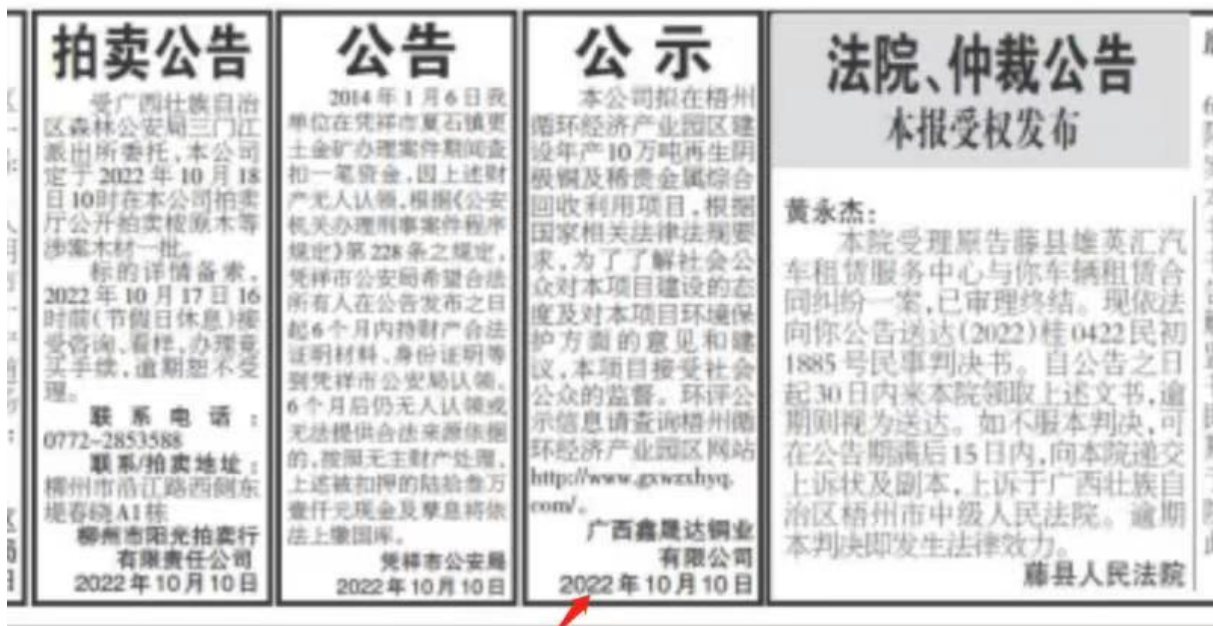 拍卖公告
受广西壮族自治
区森林公安局三门江
派出所委托,本公司
定于2022年10月18
日10时在本公司拍卖
厅公开拍卖桉原木等
涉案木材一批。
标的详情备索。
2022年10月17日16
时前(节假日休息)接
受咨询、看样、办理竞
买手续,逾期恕不受
理。
联系电话:
0772-2853588
联系/拍卖地址:
柳州市沿江路西侧东
堤春晓A1栋
柳州市阳光拍卖行
有限责任公司
2022年10月10日
公告
2014年1月6日我
单位在凭祥市夏石镇更
土金矿办理案件期间查
扣一笔资金,因上述财
产无人认领,根据《公安
机关办理刑事案件程序
规定》第228条之规定,
凭祥市公安局希望合法
所有人在公告发布之日
起6个月内持财产合法
证明材料、身份证明等
到凭祥市公安局认领。
6个月后仍无人认领或
无法提供合法来源依据
的,按照无主财产处理,
上述被扣押的陆拾叁万
壹仟元现金及孳息将依
法上缴国库。
凭祥市公安局
2022年10月10日
公示
本公司拟在梧州
循环经济产业园区建
设年产10万吨再生阴
极铜及稀贵金属综合
回收利用项目,根据
国家相关法律法规要
求,为了了解社会公
众对本项目建设的态
度及对本项目环境保
护方面的意见和建
议,本项目接受社会
公众的监督。环评公
示信息请查询梧州循
环经济产业园区网站
http://www.gxwzxhyq.
com/。
广西鑫晟达铜业
有限公司
2022年10月10日
法院、仲裁公告
本报受权发布
黄永杰:
本院受理原告藤县雄英汇汽
车租赁服务中心与你车辆租赁合
同纠纷一案,已审理终结。现依法
向你公告送达(2022)桂0422民初
1885号民事判决书。自公告之日
起30日内来本院领取上述文书,逾
期则视为送达。如不服本判决,可
在公告期满后15日内,向本院递交
上诉状及副本,上诉于广西壮族自
治区梧州市中级人民法院。逾期
本判决即发生法律效力。
藤县人民法院